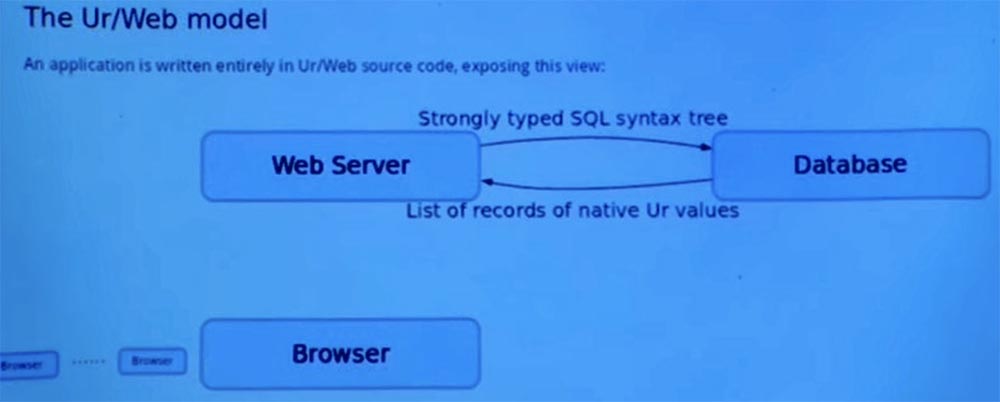 The Ur/Web model
An application is written entirely in Ur/Web source code, exposing this view:
Strongly typed SQL syntax tree
Web Server
Database
List of records of native Ur values
Browser
Browser
Browser